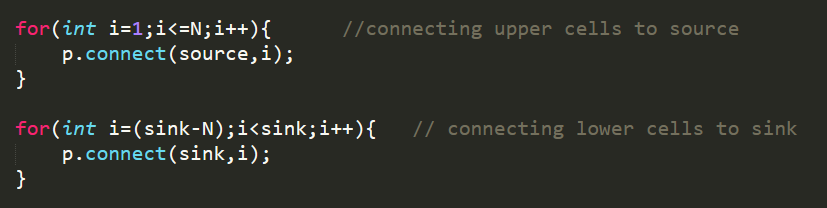 for(int i=1;i<=N;i++){      //connecting upper cells to source
    p.connect(source,i);
}
for(int i=(sink-N);i<sink;i++){   // connecting lower cells to sink
    p.connect(sink,i);
}